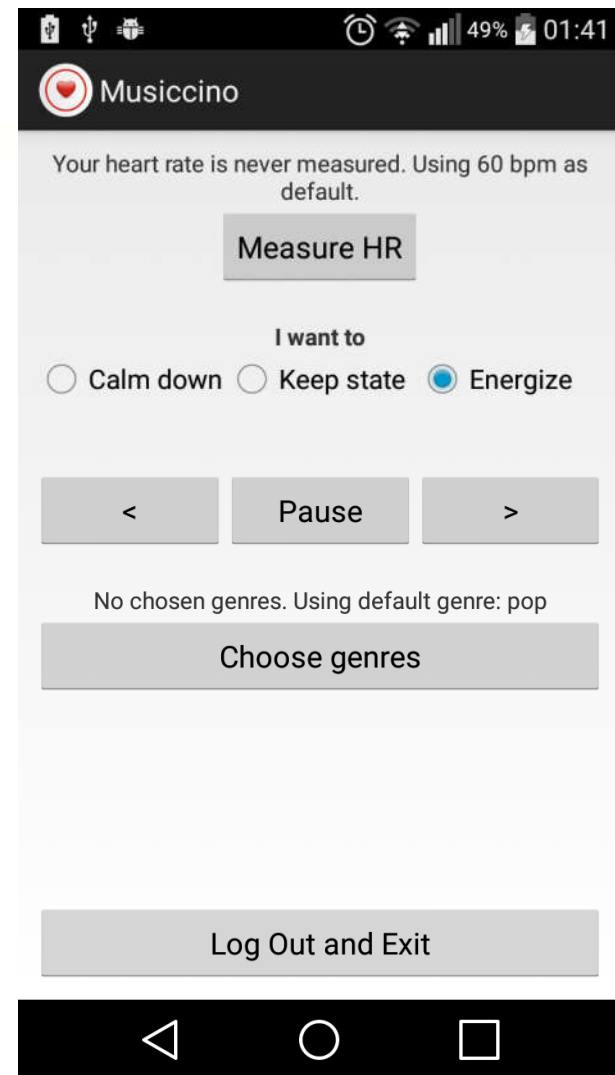 49% 01:41
Musiccino
Your heart rate is never measured. Using 60 bpm as
default.
Measure HR
I want to
Calm down Keep state Energize
< Pause >
No chosen genres. Using default genre: pop
Choose genres
Log Out and Exit